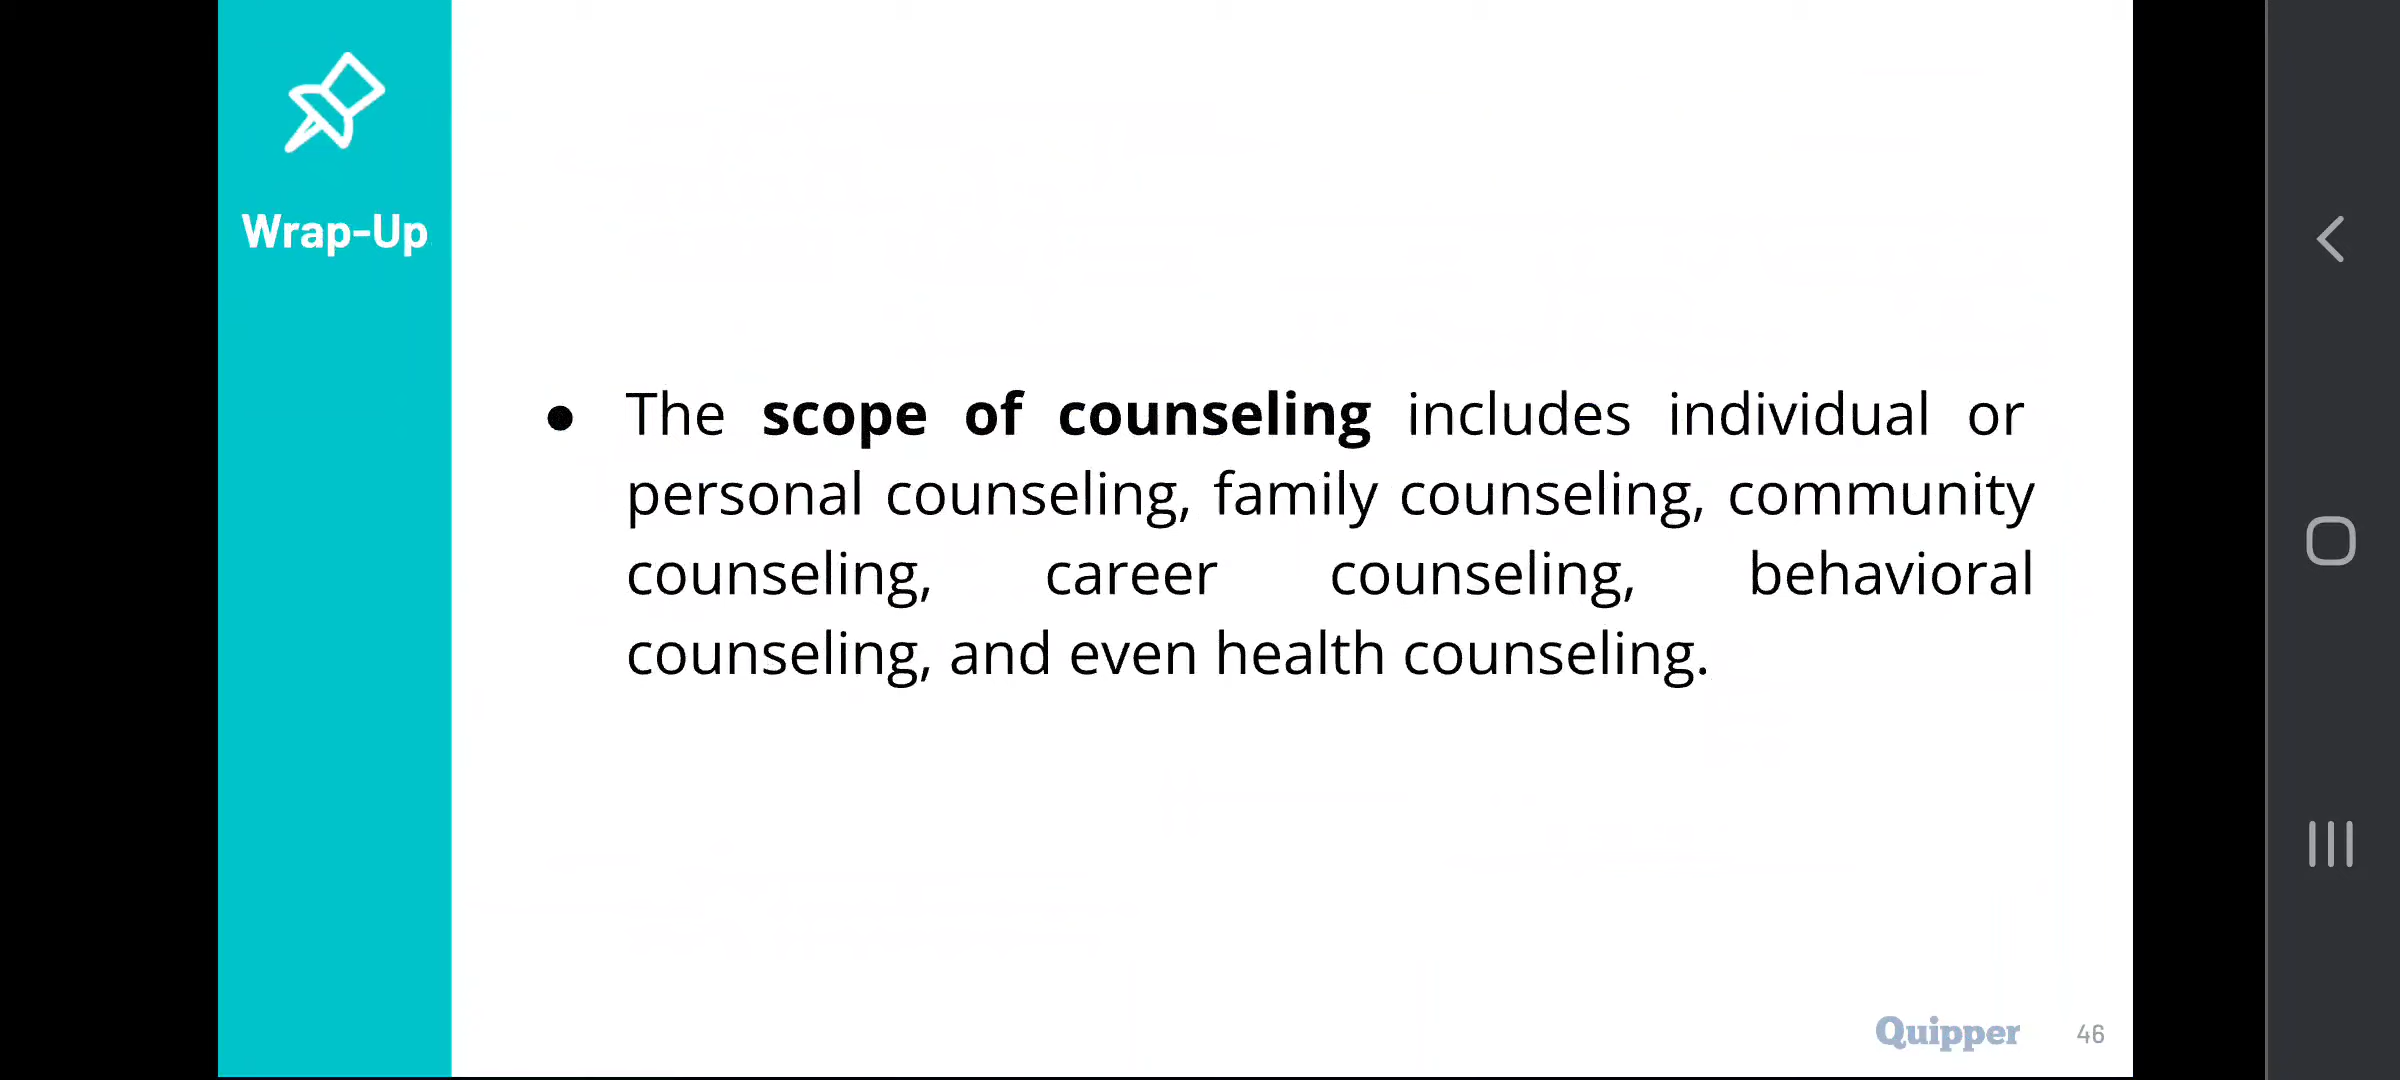 Wrap-Up
● The scope of counseling includes individual or
personal counseling, family counseling, community
counseling, career counseling, behavioral
counseling, and even health counseling.
Quipper 46